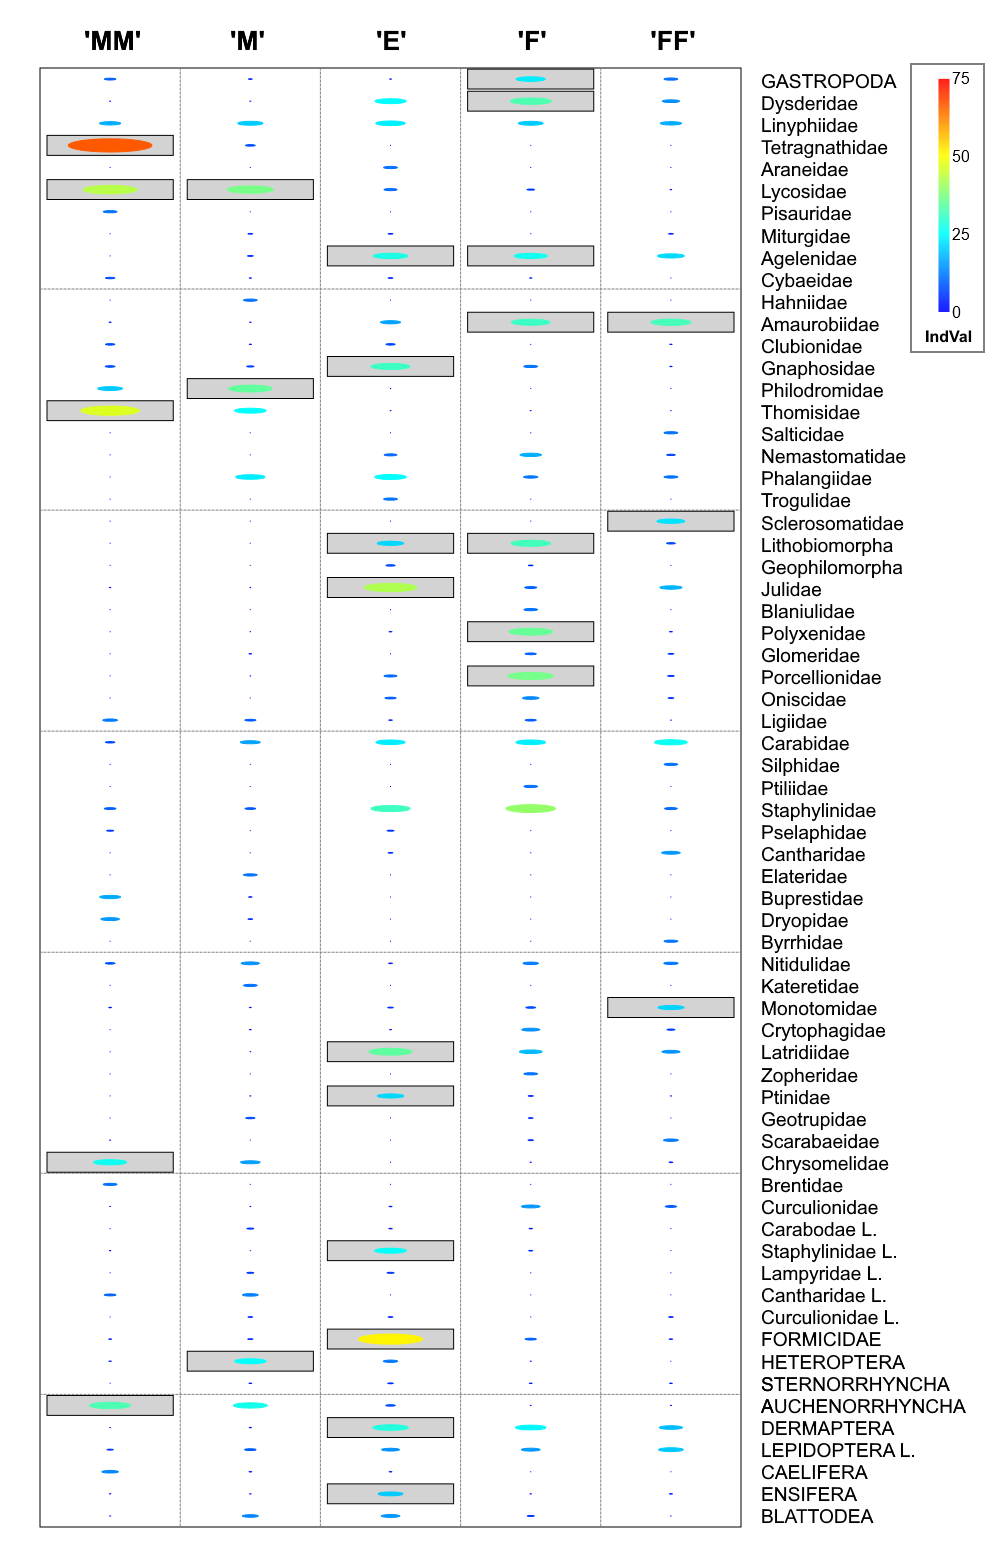 'MM' 'M' 'E' 'F' 'FF'
GASTROPODA
Dysderidae
Linyphiidae
Tetragnathidae
Araneidae
Lycosidae
Pisauridae
Miturgidae
Agelenidae
Cybaeidae
Hahniidae
Amaurobiidae
Clubionidae
Gnaphosidae
Philodromidae
Thomisidae
Salticidae
Nemastomatidae
Phalangiidae
Trogulidae
Sclerosomatidae
Lithobiomorpha
Geophilomorpha
Julidae
Blaniulidae
Polyxenidae
Glomeridae
Porcellionidae
Oniscidae
Ligiidae
Carabidae
Silphidae
Ptiliidae
Staphylinidae
Pselaphidae
Cantharidae
Elateridae
Buprestidae
Dryopidae
Byrrhidae
Nitidulidae
Kateretidae
Monotomidae
Crytophagidae
Latridiidae
Zopheridae
Ptinidae
Geotrupidae
Scarabaeidae
Chrysomelidae
Brentidae
Curculionidae
Carabodae L.
Staphylinidae L.
Lampyridae L.
Cantharidae L.
Curculionidae L.
FORMICIDAE
HETEROPTERA
STERNORRHYNCHA
AUCHENORRHYNCHA
DERMAPTERA
LEPIDOPTERA L.
CAELIFERA
ENSIFERA
BLATTODEA
75
50
25
0
IndVal